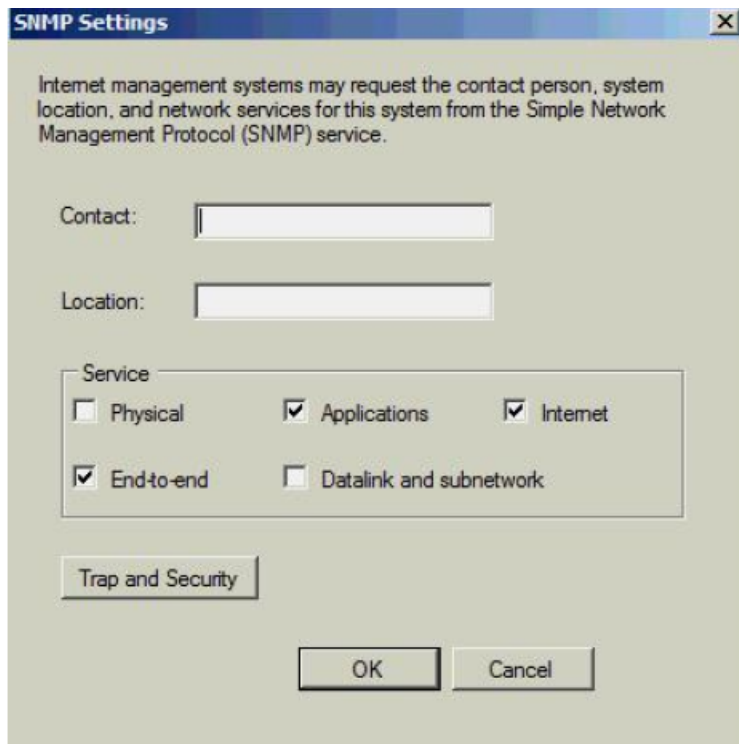 SNMP Settings
Internet management systems may request the contact person, system
location, and network services for this system from the Simple Network
Management Protocol (SNMP) service.
Contact:
Location:
Service
Physical Applications Internet
End-to-end Datalink and subnetwork
Trap and Security
OK Cancel